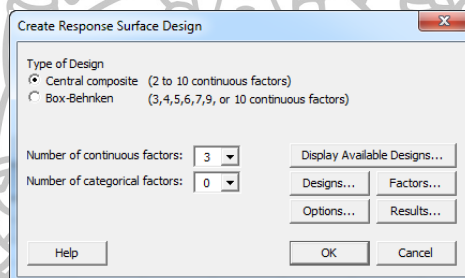 Create Response Surface Design
Type of Design
Central composite (2 to 10 continuous factors)
Box-Behnken (3,4,5,6,7,9, or 10 continuous factors)
Number of continuous factors: 3
Display Available Designs...
Number of categorical factors: 0
Designs... Factors...
Options... Results...
Help OK Cancel